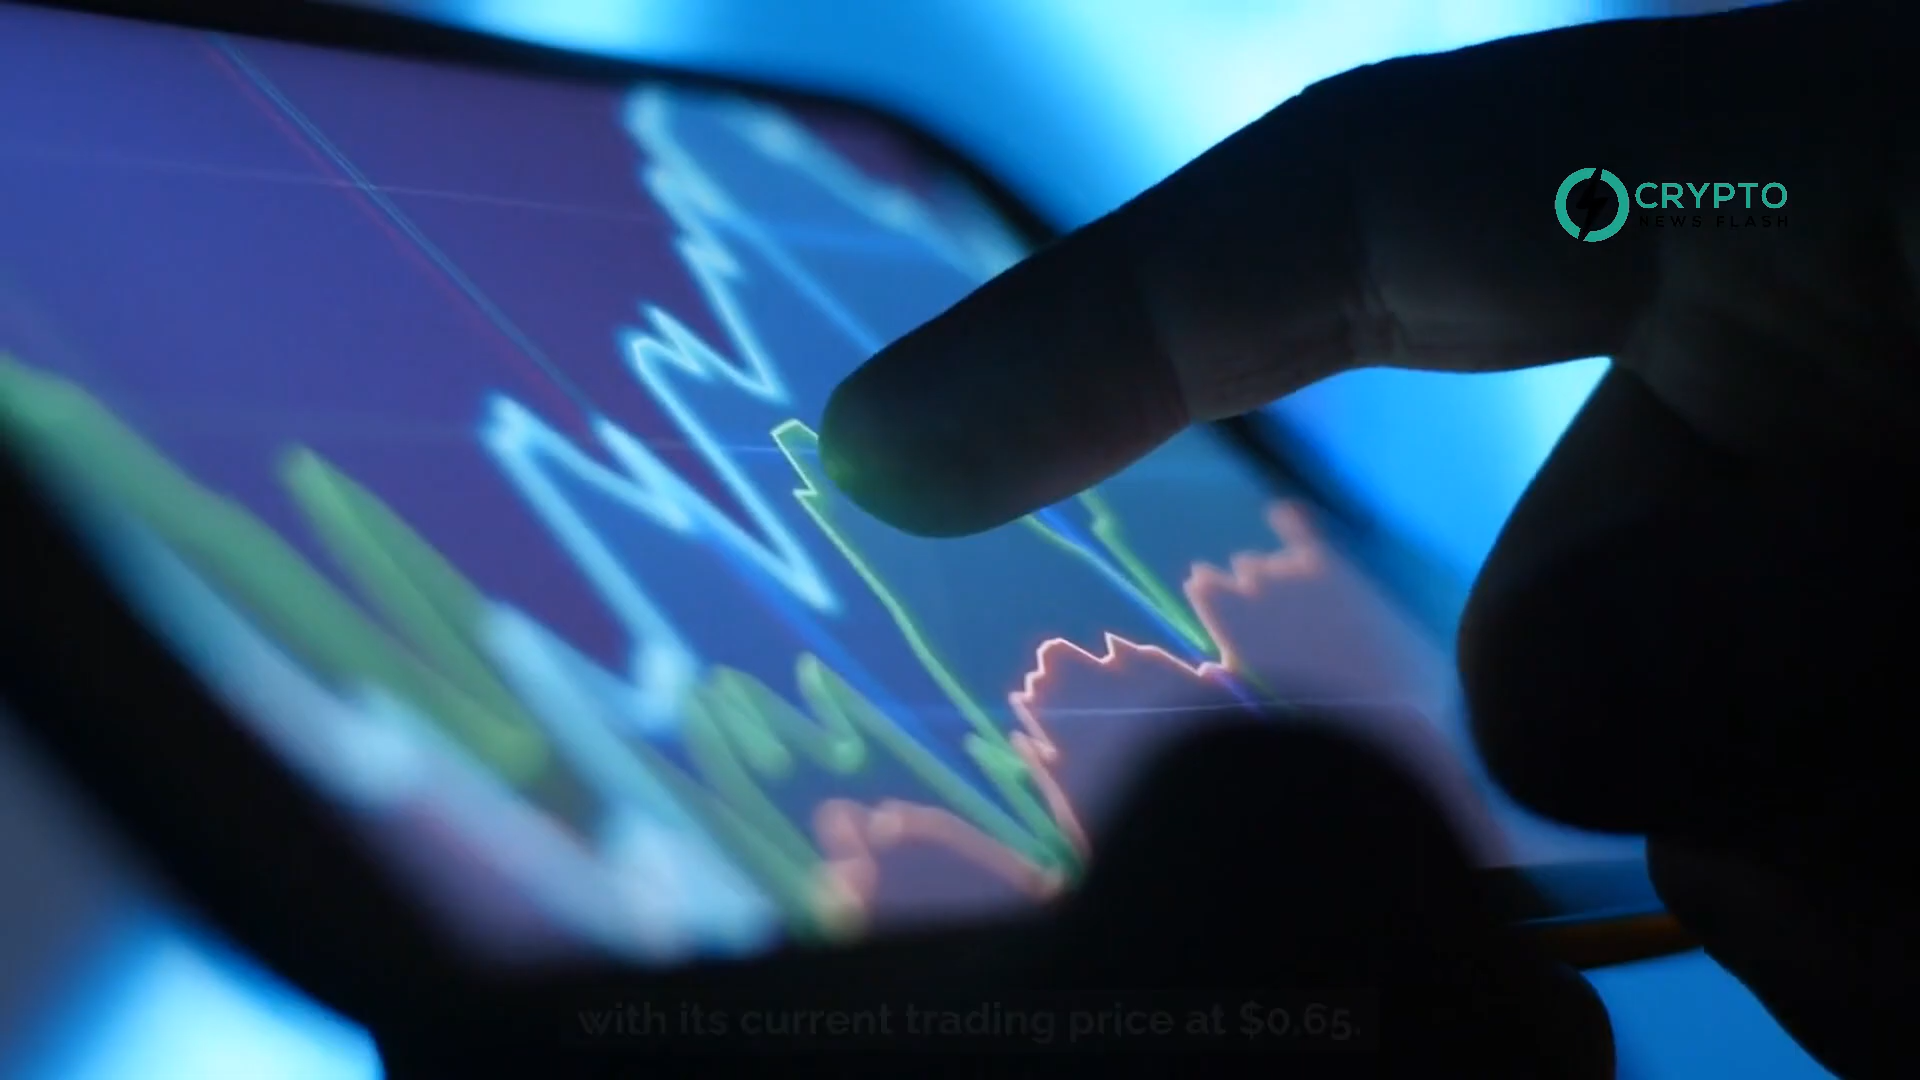 CRYPTO
NEWS FLASH
with its current trading price at $0.65.